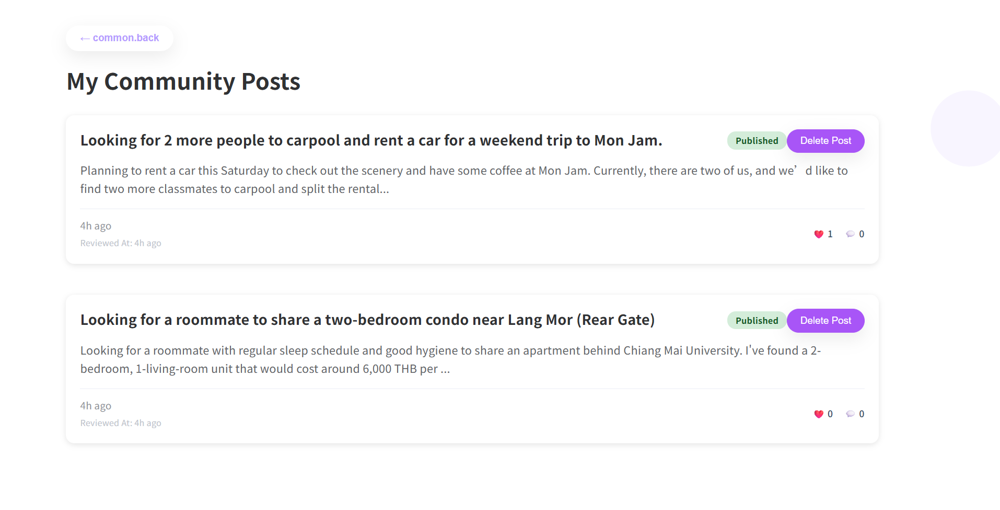 ← common.back
My Community Posts
Looking for 2 more people to carpool and rent a car for a weekend trip to Mon Jam.
Published
Delete Post
Planning to rent a car this Saturday to check out the scenery and have some coffee at Mon Jam. Currently, there are two of us, and we’d like to
find two more classmates to carpool and split the rental...
4h ago
Reviewed At: 4h ago
❤️ 1
💬 0
Looking for a roommate to share a two-bedroom condo near Lang Mor (Rear Gate)
Published
Delete Post
Looking for a roommate with regular sleep schedule and good hygiene to share an apartment behind Chiang Mai University. I've found a 2-
bedroom, 1-living-room unit that would cost around 6,000 THB per ...
4h ago
Reviewed At: 4h ago
❤️ 0
💬 0